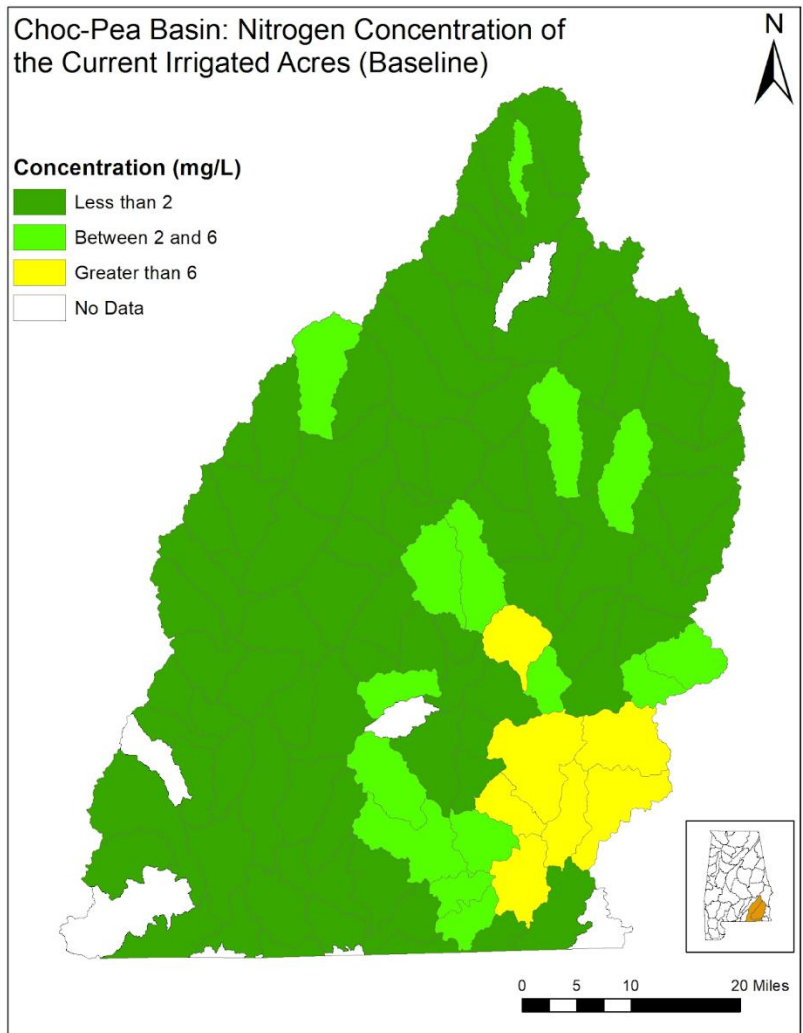 Choc-Pea Basin: Nitrogen Concentration of
the Current Irrigated Acres (Baseline)
N
Concentration (mg/L)
Less than 2
Between 2 and 6
Greater than 6
No Data
0 5 10 20 Miles